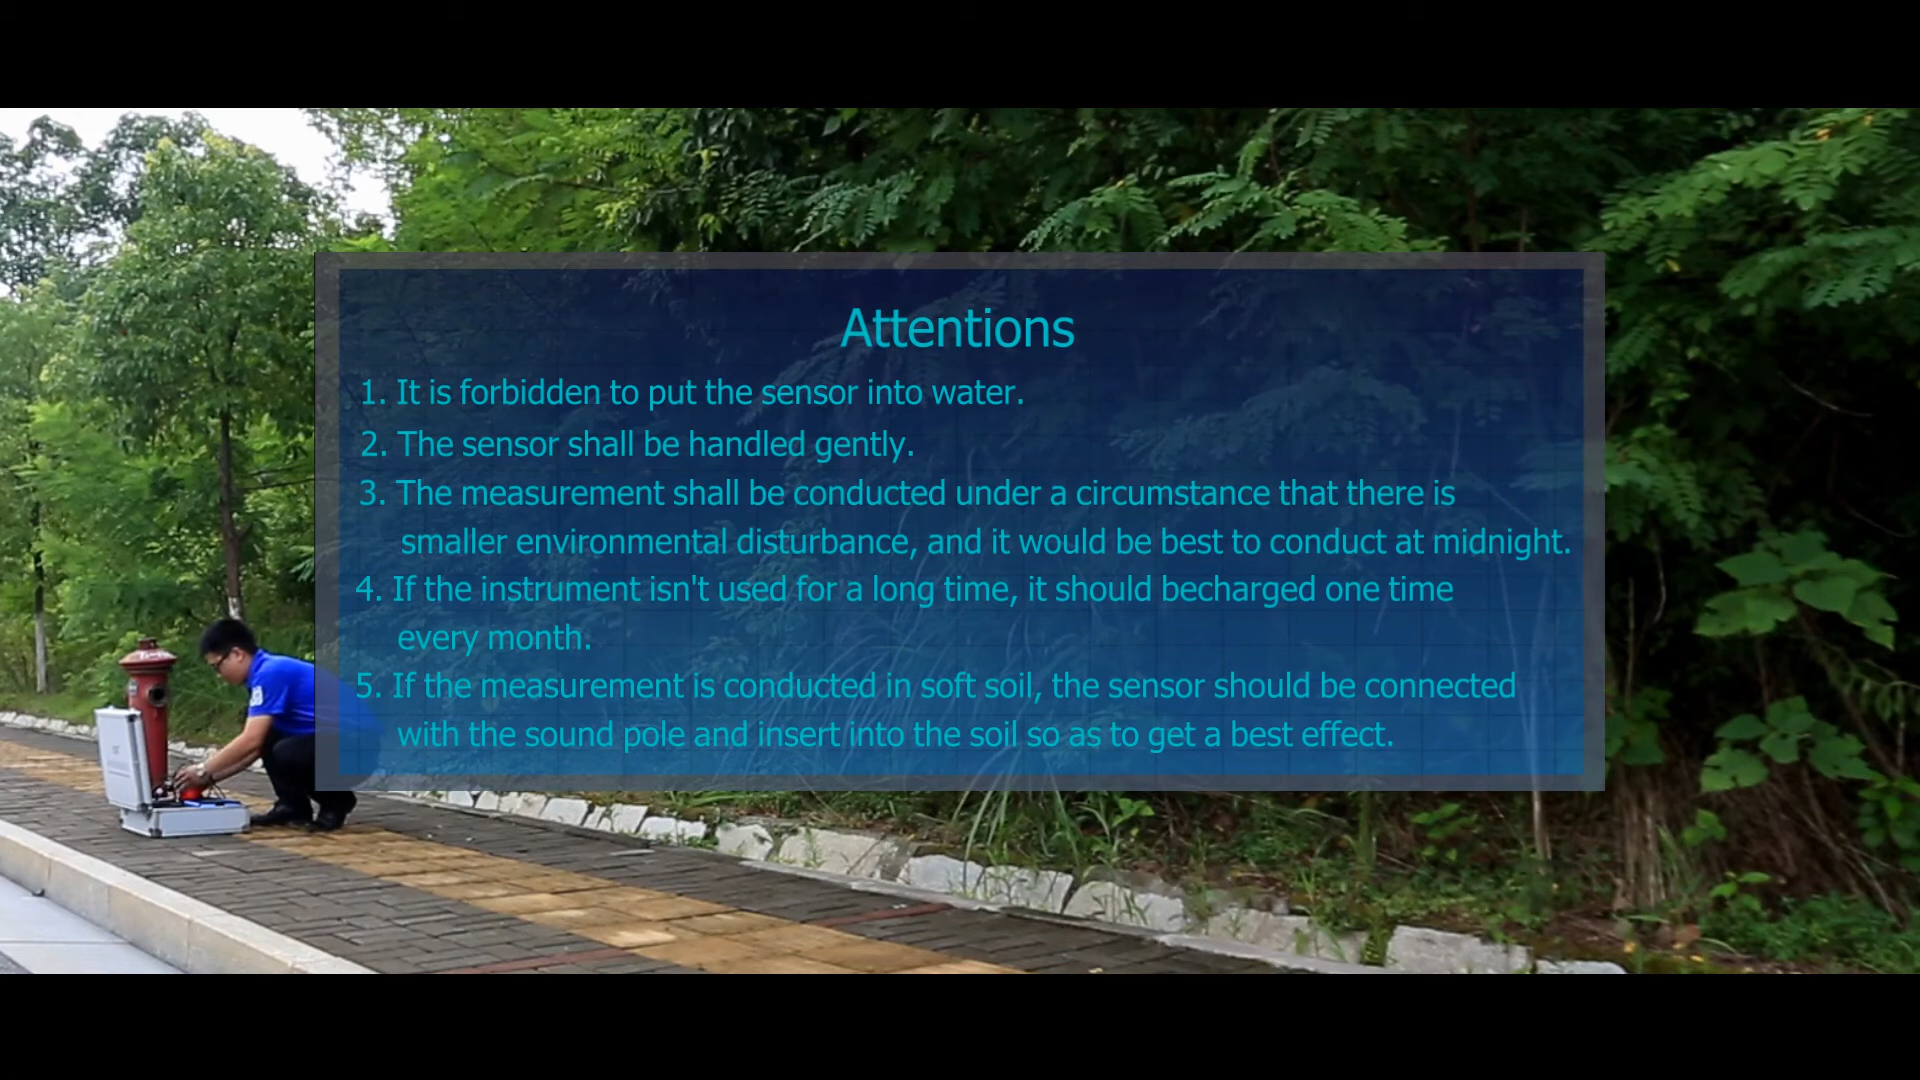 Attentions
1. It is forbidden to put the sensor into water.
2. The sensor shall be handled gently.
3. The measurement shall be conducted under a circumstance that there is
smaller environmental disturbance, and it would be best to conduct at midnight.
4. If the instrument isn't used for a long time, it should becharged one time
every month.
5. If the measurement is conducted in soft soil, the sensor should be connected
with the sound pole and insert into the soil so as to get a best effect.